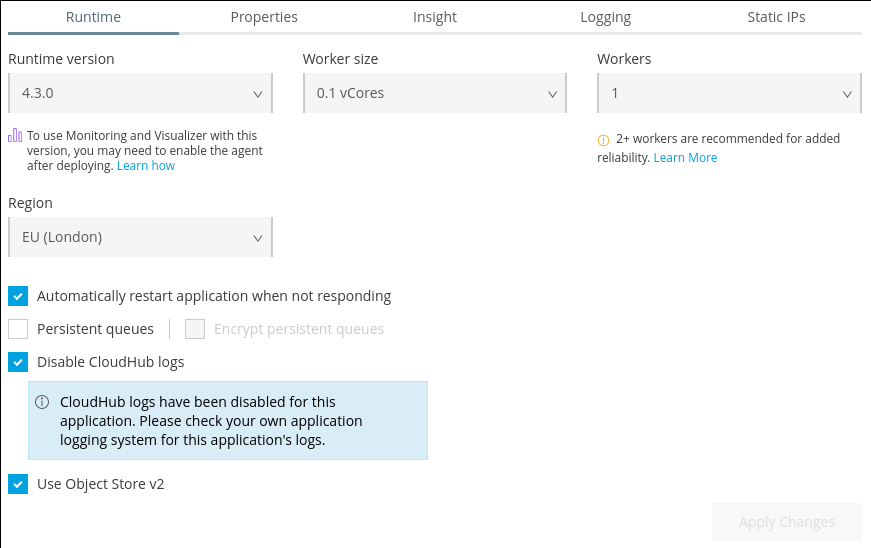 Runtime
Properties
Insight
Logging
Static IPs
Runtime version
Worker size
Workers
4.3.0
0.1 vCores
1
To use Monitoring and Visualizer with this
version, you may need to enable the agent
after deploying. Learn how
2+ workers are recommended for added
reliability. Learn More
Region
EU (London)
Automatically restart application when not responding
Persistent queues
Encrypt persistent queues
Disable CloudHub logs
CloudHub logs have been disabled for this
application. Please check your own application
logging system for this application's logs.
Use Object Store v2
Apply Changes